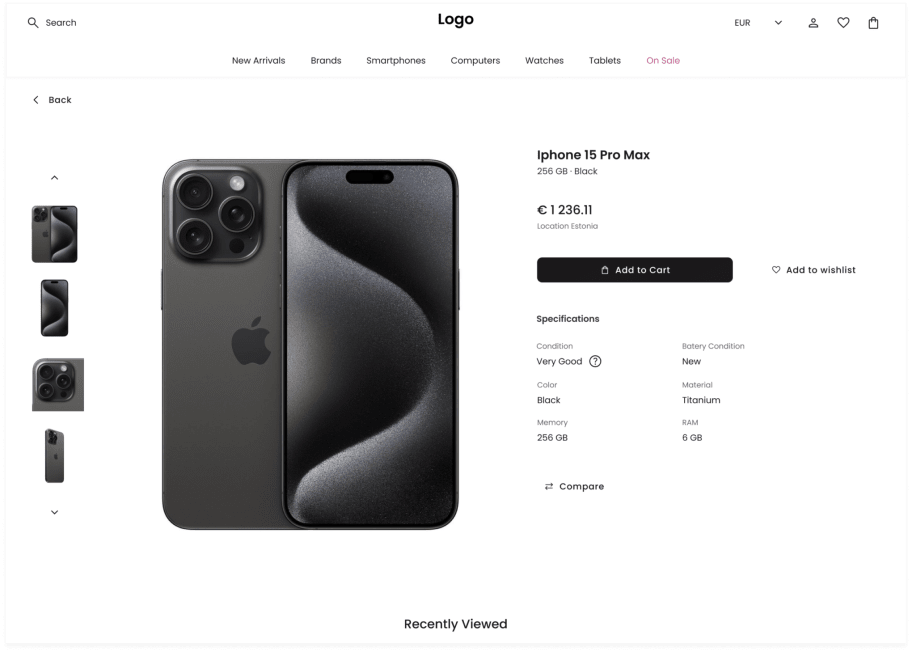 Search
Logo
EUR
New Arrivals Brands Smartphones Computers Watches Tablets On Sale
Back
Iphone 15 Pro Max
256 GB · Black
€ 1 236.11
Location Estonia
Add to Cart
Add to wishlist
Specifications
Condition Batery Condition
Very Good ? New
Color Material
Black Titanium
Memory RAM
256 GB 6 GB
Compare
Recently Viewed